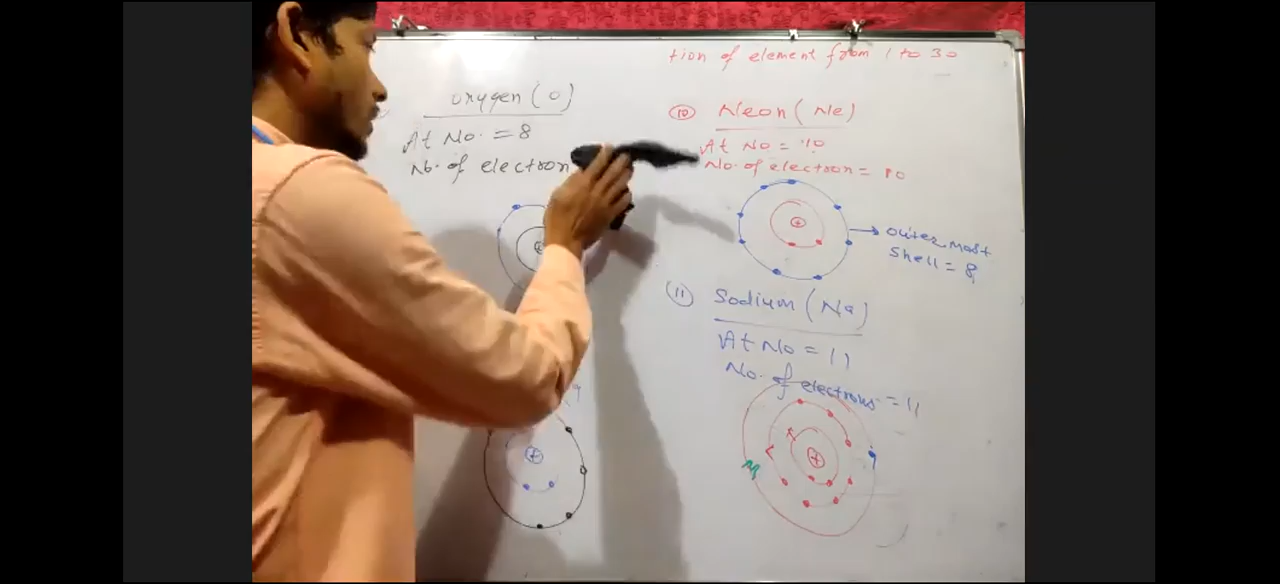 tion of element from 1 to 30
Oxygen (O)
At No. = 8
No. of electron
(10) Neon (Ne)
At No = 10
No. of electron = 10
+
outer most
shell = 8
(11) Sodium (Na)
At No = 11
No. of electrons = 11
9
+
K
L
+
M